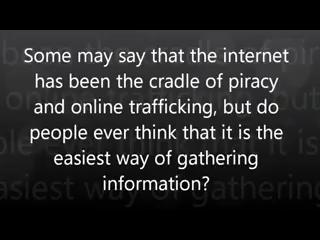 Some may say that the internet
has been the cradle of piracy
and online trafficking, but do
people ever think that it is the
easiest way of gathering
information?